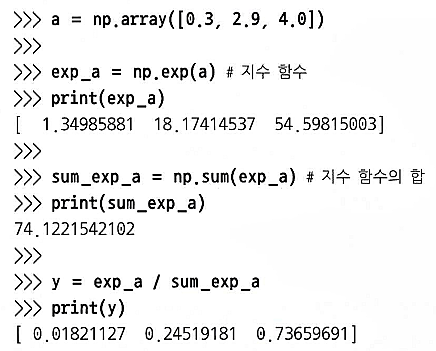 >>> a = np.array([0.3, 2.9, 4.0])
>>>
>>> exp_a = np.exp(a) # 지수 함수
>>> print(exp_a)
[  1.34985881  18.17414537  54.59815003]
>>>
>>> sum_exp_a = np.sum(exp_a) # 지수 함수의 합
>>> print(sum_exp_a)
74.1221542102
>>>
>>> y = exp_a / sum_exp_a
>>> print(y)
[ 0.01821127  0.24519181  0.73659691]